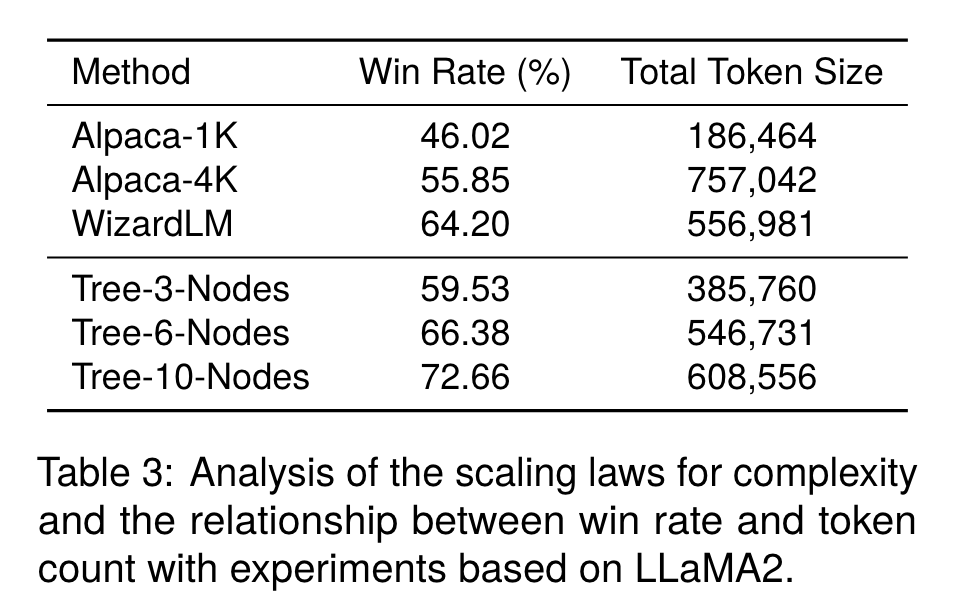 Method Win Rate (%) Total Token Size
Alpaca-1K 46.02 186,464
Alpaca-4K 55.85 757,042
WizardLM 64.20 556,981
Tree-3-Nodes 59.53 385,760
Tree-6-Nodes 66.38 546,731
Tree-10-Nodes 72.66 608,556
Table 3: Analysis of the scaling laws for complexity
and the relationship between win rate and token
count with experiments based on LLaMA2.